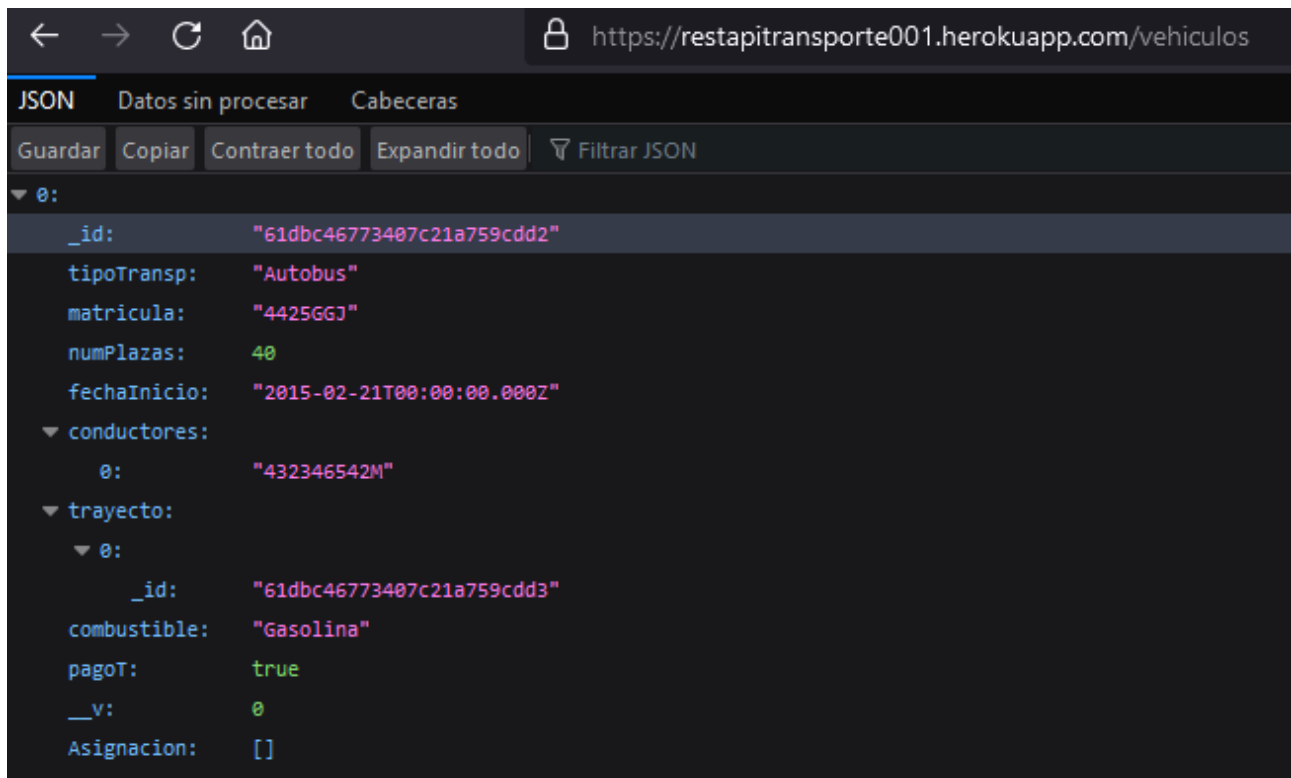 https://restapitransporte001.herokuapp.com/vehiculos
JSON Datos sin procesar Cabeceras
Guardar Copiar Contraer todo Expandir todo Filtrar JSON
0:
_id: "61dbc46773407c21a759cdd2"
tipoTransp: "Autobus"
matricula: "4425GGJ"
numPlazas: 40
fechaInicio: "2015-02-21T00:00:00.000Z"
conductores:
0: "432346542M"
trayecto:
0:
_id: "61dbc46773407c21a759cdd3"
combustible: "Gasolina"
pagoT: true
__v: 0
Asignacion: []